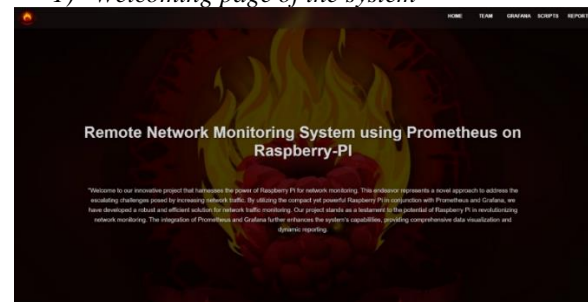 1) Welcoming page of the system
HOME TEAM GRAFANA SCRIPTS REPORT
Remote Network Monitoring System using Prometheus on
Raspberry-PI
"Welcome to our innovative project that harnesses the power of Raspberry Pi for network monitoring. This endeavor represents a novel approach to address the
escalating challenges posed by increasing network traffic. By utilizing the compact yet powerful Raspberry Pi in conjunction with Prometheus and Grafana, we
have developed a robust and efficient solution for network traffic monitoring. Our project stands as a testament to the potential of Raspberry Pi in revolutionizing
network monitoring. The integration of Prometheus and Grafana further enhances the system's capabilities, providing comprehensive data visualization and
dynamic reporting.